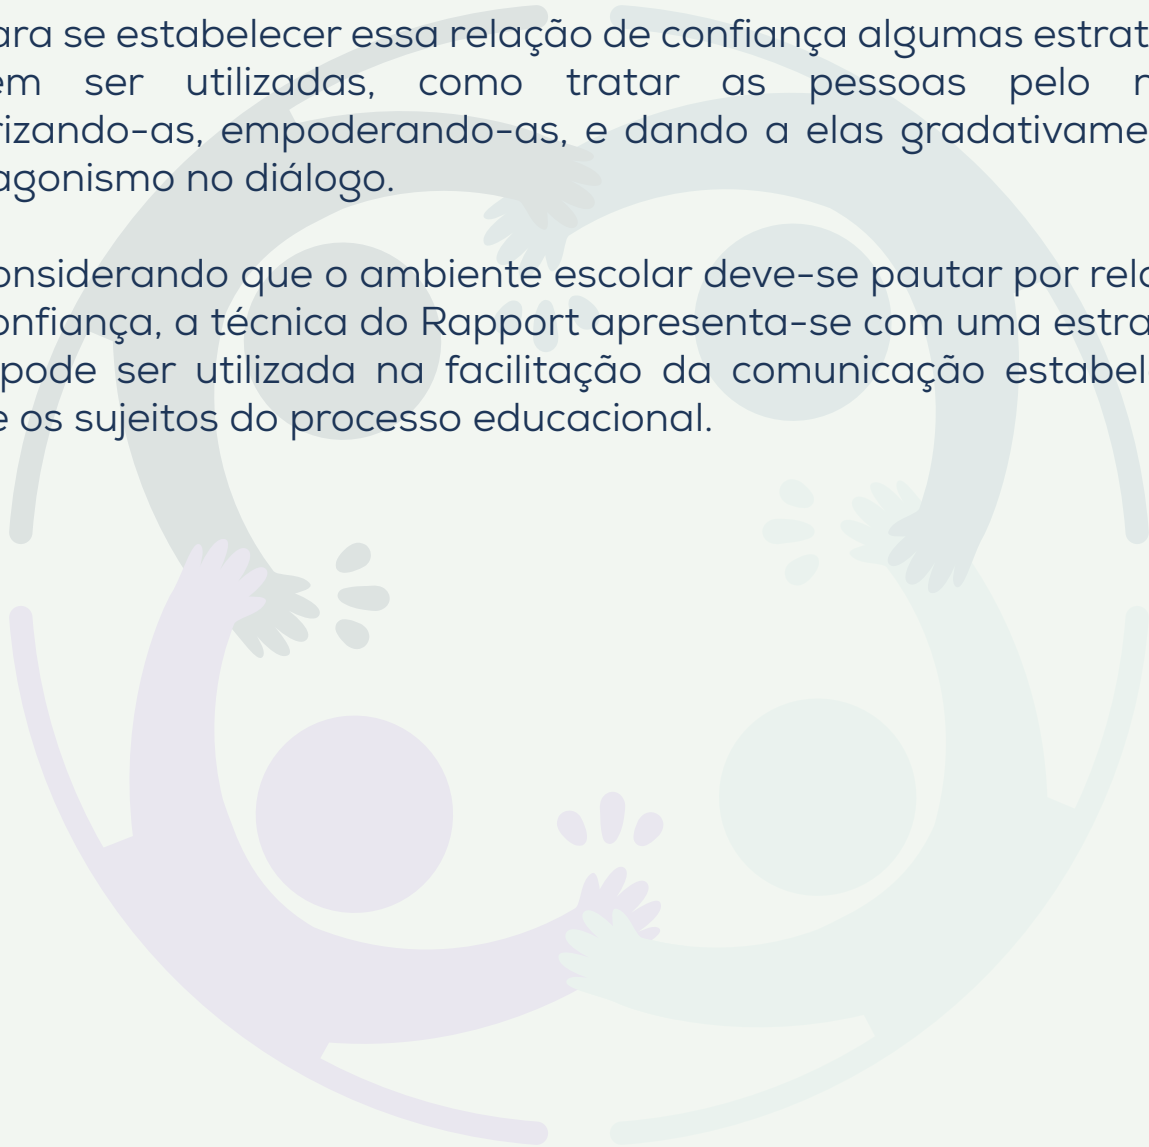 ara se estabelecer essa relação de confiança algumas estrat
em ser utilizadas, como tratar as pessoas pelo n
rizando-as, empoderando-as, e dando a elas gradativame
agonismo no diálogo.
onsiderando que o ambiente escolar deve-se pautar por rela
onfiança, a técnica do Rapport apresenta-se com uma estra
pode ser utilizada na facilitação da comunicação estabel
e os sujeitos do processo educacional.